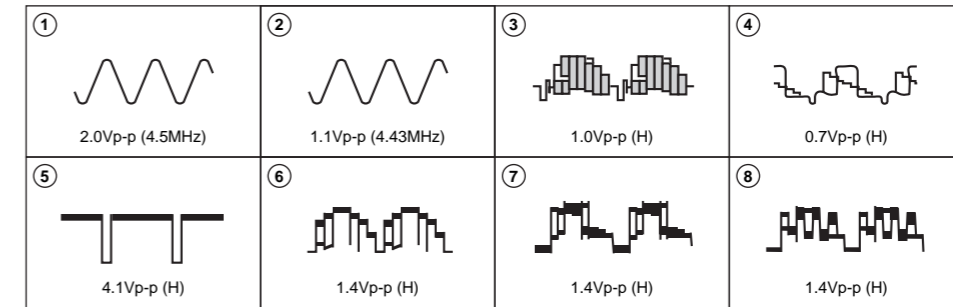 ① ② ③ ④
2.0Vp-p (4.5MHz) 1.1Vp-p (4.43MHz) 1.0Vp-p (H) 0.7Vp-p (H)
⑤ ⑥ ⑦ ⑧
4.1Vp-p (H) 1.4Vp-p (H) 1.4Vp-p (H) 1.4Vp-p (H)